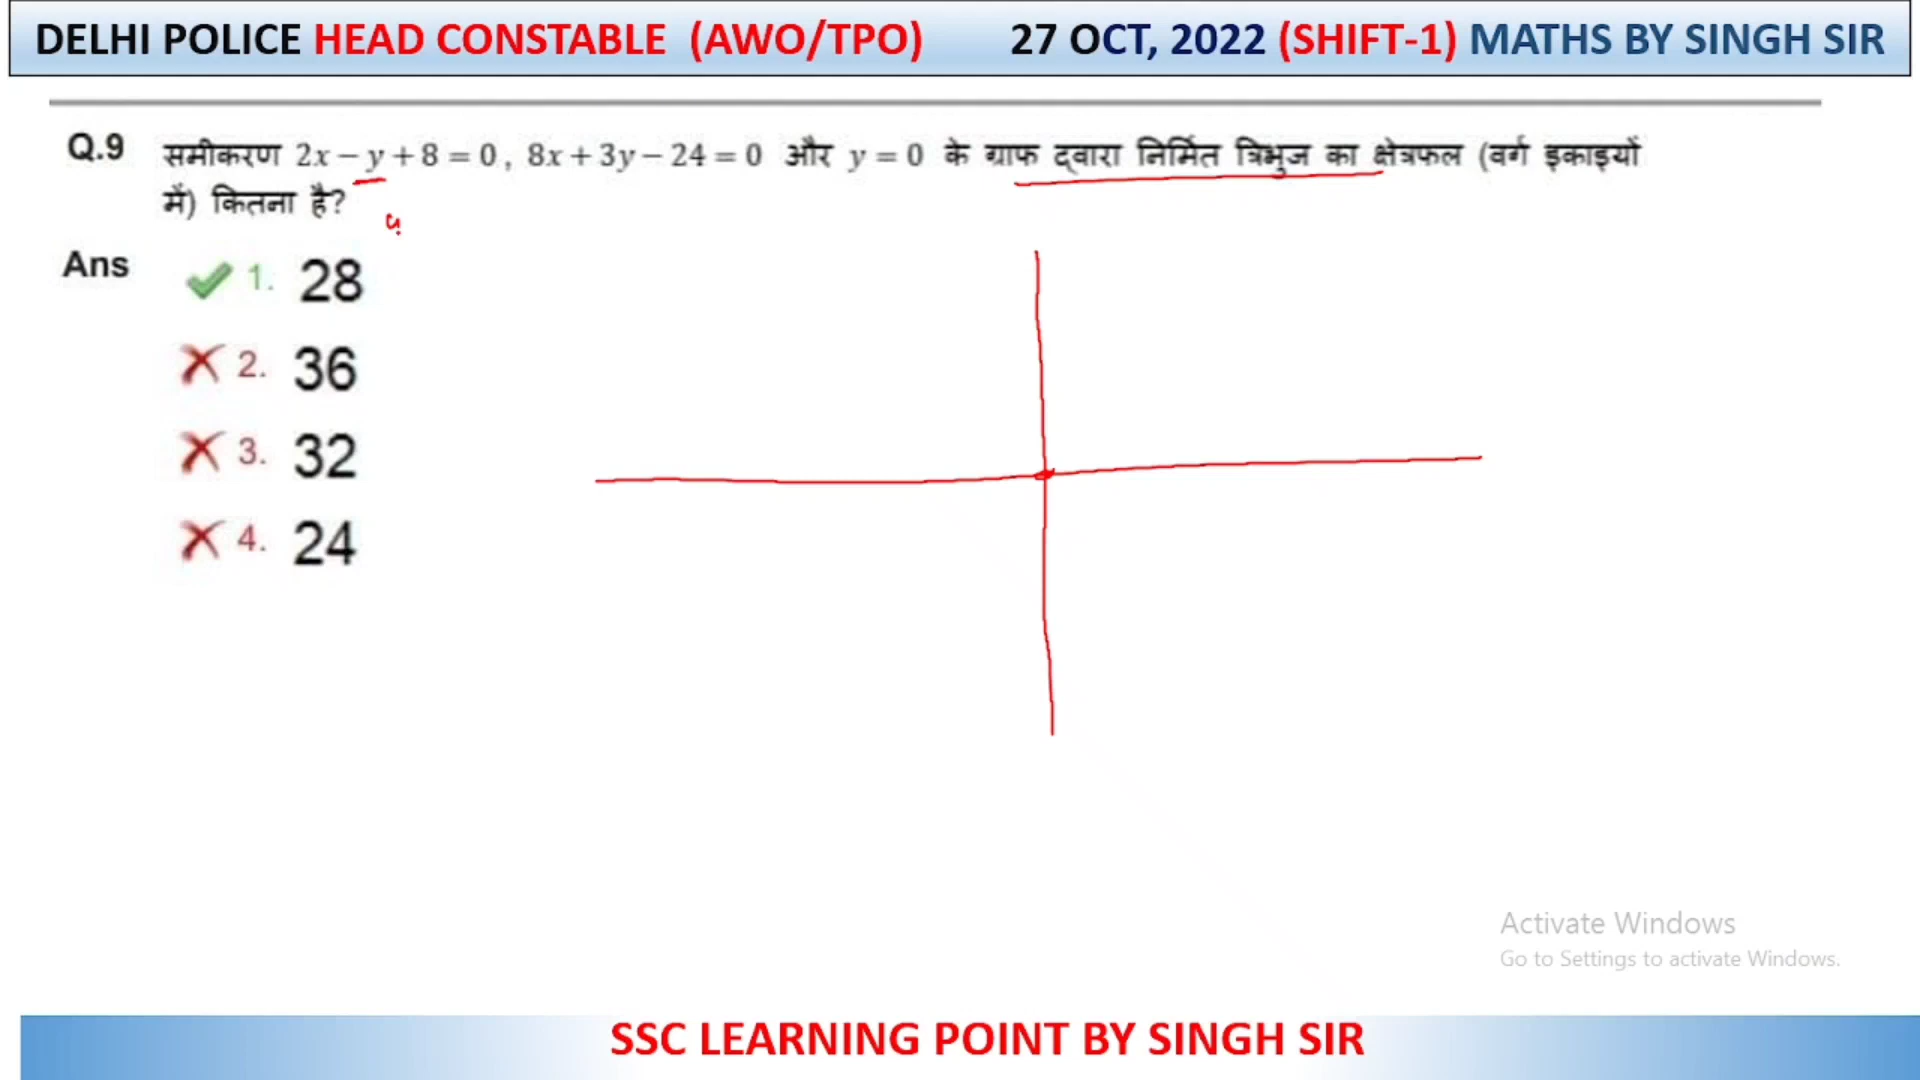 DELHI POLICE HEAD CONSTABLE (AWO/TPO) 27 OCT, 2022 (SHIFT-1) MATHS BY SINGH SIR
Q.9 समीकरण 2x – y + 8 = 0 , 8x + 3y – 24 = 0 और y = 0 के ग्राफ द्वारा निर्मित त्रिभुज का क्षेत्रफल (वर्ग इकाइयों
में) कितना है?
Ans 1. 28
2. 36
3. 32
4. 24
Activate Windows
Go to Settings to activate Windows.
SSC LEARNING POINT BY SINGH SIR